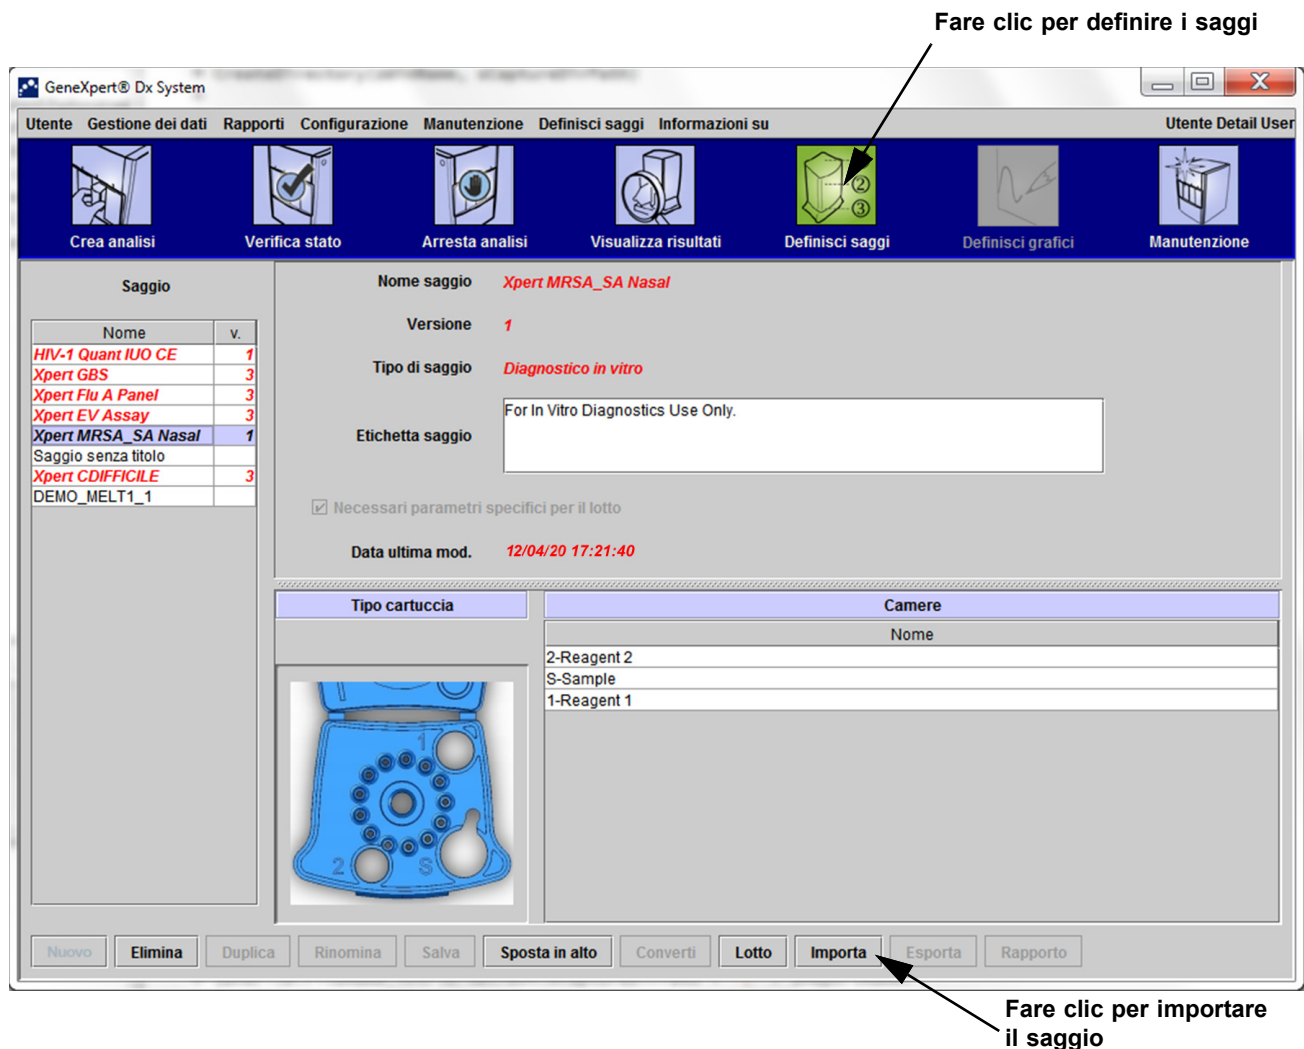 Fare clic per definire i saggi
GeneXpert® Dx System
Utente Gestione dei dati Rapporti Configurazione Manutenzione Definisci saggi Informazioni su Utente Detail User
Crea analisi Verifica stato Arresta analisi Visualizza risultati Definisci saggi Definisci grafici Manutenzione
Saggio
Nome v.
HIV-1 Quant IUO CE 1
Xpert GBS 3
Xpert Flu A Panel 3
Xpert EV Assay 3
Xpert MRSA_SA Nasal 1
Saggio senza titolo
Xpert CDIFFICILE 3
DEMO_MELT1_1
Nome saggio Xpert MRSA_SA Nasal
Versione 1
Tipo di saggio Diagnostico in vitro
Etichetta saggio For In Vitro Diagnostics Use Only.
Necessari parametri specifici per il lotto
Data ultima mod. 12/04/20 17:21:40
Tipo cartuccia
1
2 S
Camere
Nome
2-Reagent 2
S-Sample
1-Reagent 1
Nuovo Elimina Duplica Rinomina Salva Sposta in alto Converti Lotto Importa Esporta Rapporto
Fare clic per importare
il saggio